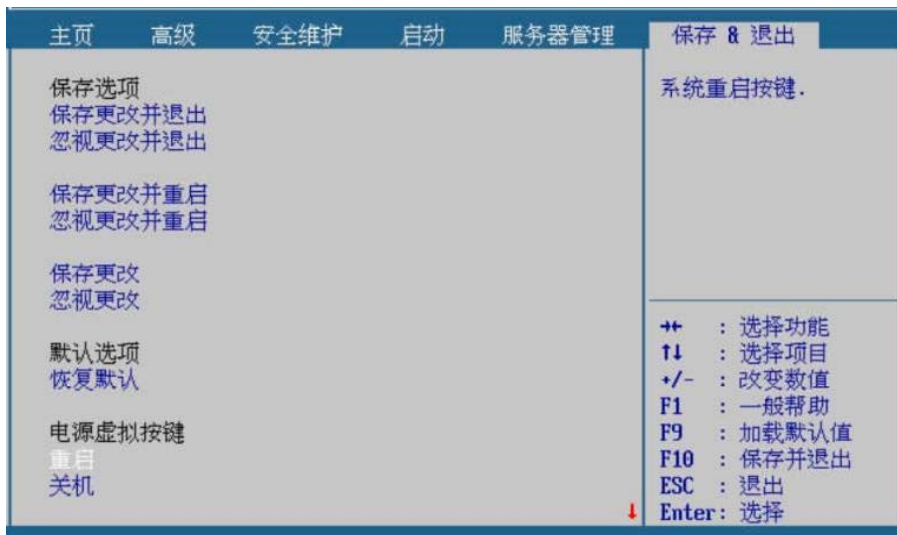 主页 高级 安全维护 启动 服务器管理 保存 & 退出
保存选项
保存更改并退出
忽视更改并退出
保存更改并重启
忽视更改并重启
保存更改
忽视更改
默认选项
恢复默认
电源虚拟按键
重启
关机
系统重启按键.
→← : 选择功能
↑↓ : 选择项目
+/- : 改变数值
F1 : 一般帮助
F9 : 加载默认值
F10 : 保存并退出
ESC : 退出
Enter: 选择